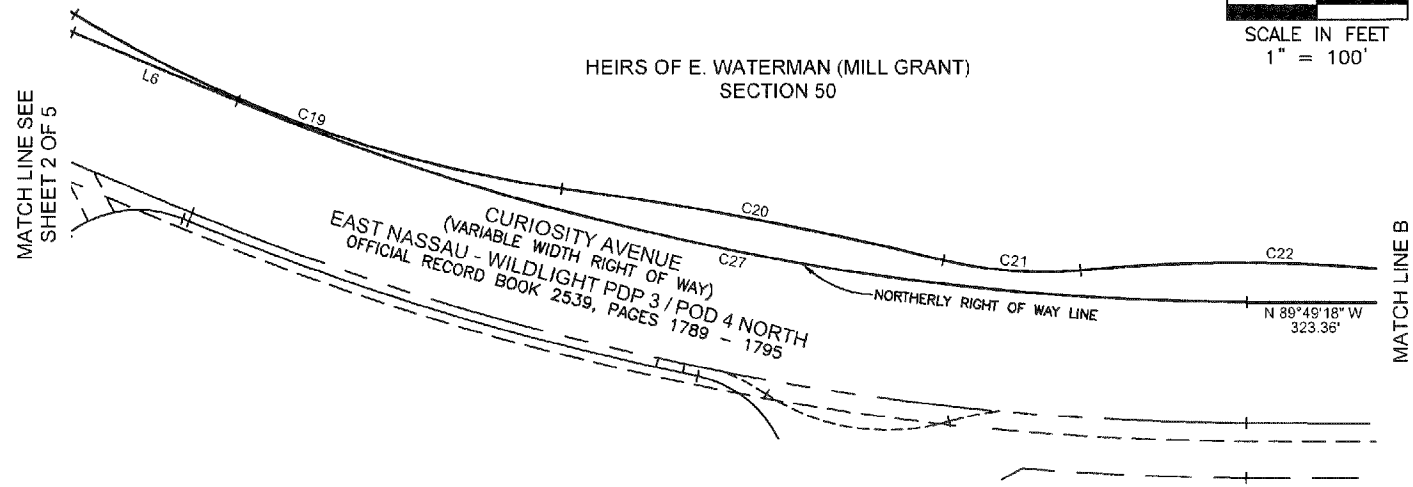 SCALE IN FEET
1" = 100'
HEIRS OF E. WATERMAN (MILL GRANT)
SECTION 50
MATCH LINE SEE
SHEET 2 OF 5
L6
C19
C20
C21
C22
CURIOSITY AVENUE
(VARIABLE WIDTH RIGHT OF WAY)
EAST NASSAU - WILDLIGHT PDP 3 / POD 4 NORTH
OFFICIAL RECORD BOOK 2539, PAGES 1789 - 1795
C27
NORTHERLY RIGHT OF WAY LINE
N 89°49'18" W
323.36'
MATCH LINE B